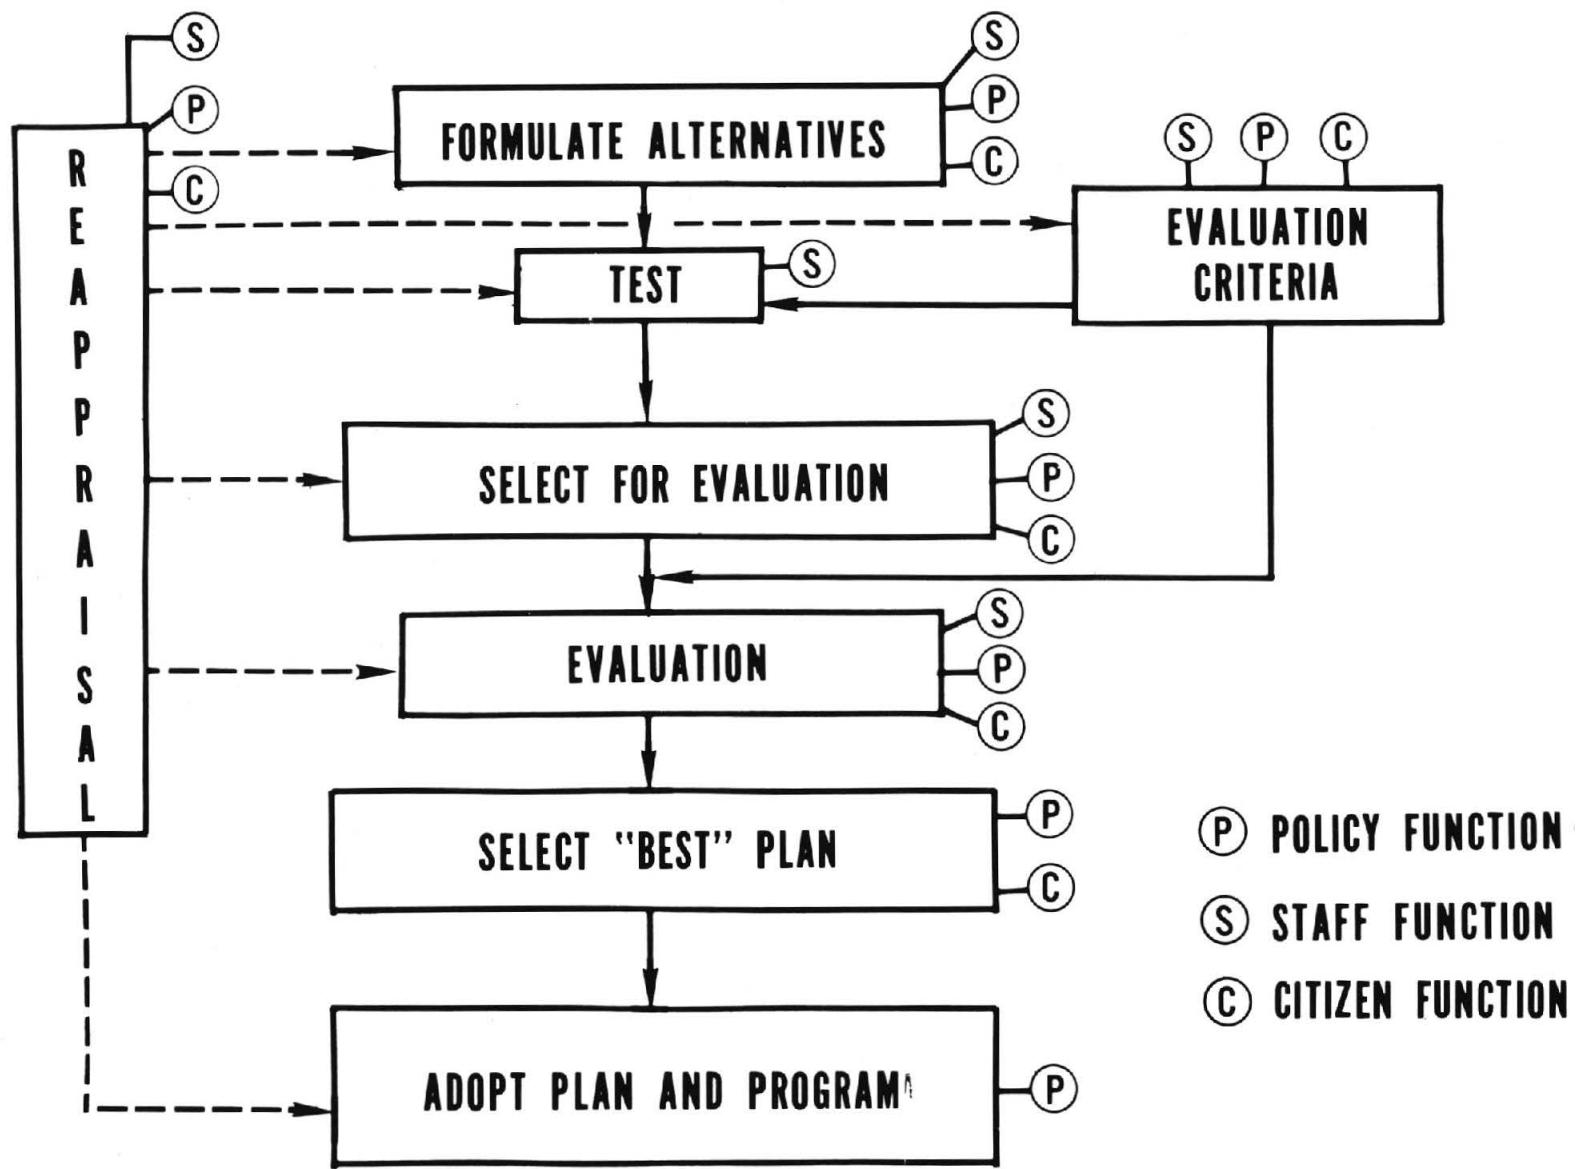 S
P
C
REAPPRAISAL
FORMULATE ALTERNATIVES
S
P
C
S P C
EVALUATION
CRITERIA
TEST
S
SELECT FOR EVALUATION
S
P
C
EVALUATION
S
P
C
SELECT "BEST" PLAN
P
C
ADOPT PLAN AND PROGRAM
P
P POLICY FUNCTION
S STAFF FUNCTION
C CITIZEN FUNCTION